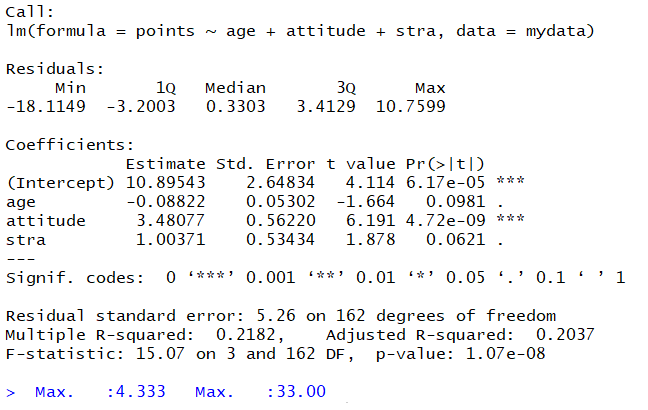 Call:
lm(formula = points ~ age + attitude + stra, data = mydata)
Residuals:
Min 1Q Median 3Q Max
-18.1149 -3.2003 0.3303 3.4129 10.7599
Coefficients:
Estimate Std. Error t value Pr(>|t|)
(Intercept) 10.89543 2.64834 4.114 6.17e-05 ***
age -0.08822 0.05302 -1.664 0.0981 .
attitude 3.48077 0.56220 6.191 4.72e-09 ***
stra 1.00371 0.53434 1.878 0.0621 .
---
Signif. codes: 0 ‘***’ 0.001 ‘**’ 0.01 ‘*’ 0.05 ‘.’ 0.1 ‘ ’ 1
Residual standard error: 5.26 on 162 degrees of freedom
Multiple R-squared: 0.2182, Adjusted R-squared: 0.2037
F-statistic: 15.07 on 3 and 162 DF, p-value: 1.07e-08
> Max. :4.333 Max. :33.00